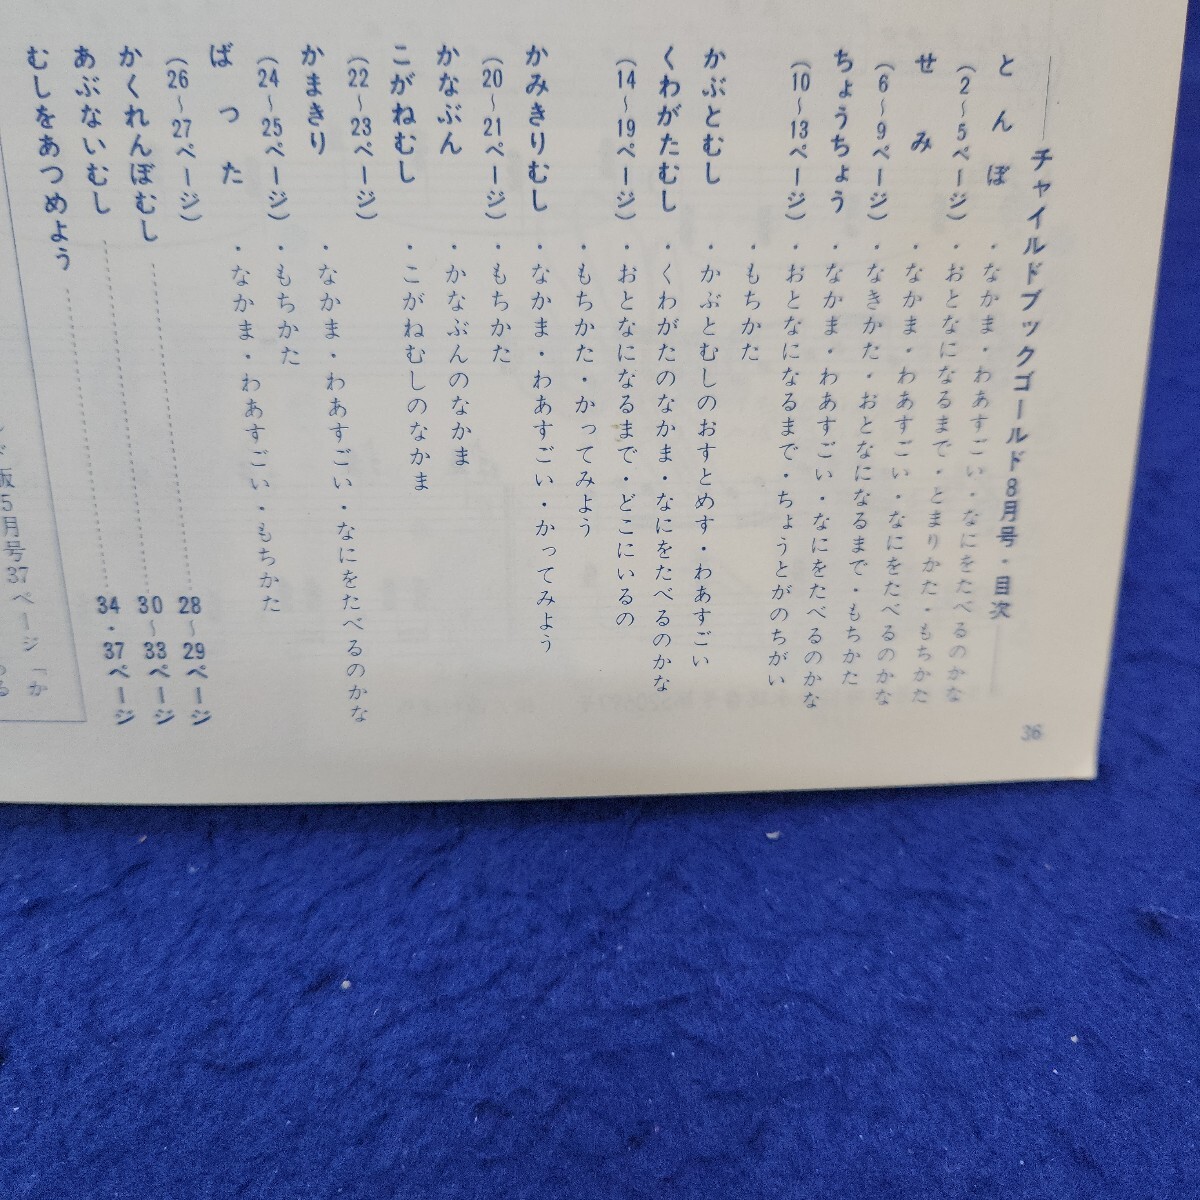 チャイルドブックゴールド8月号・目次
とんぼ
・なかま・わあすごい・なにをたべるのかな
(2〜5ページ)
・おとなになるまで・とまりかた・もちかた
せみ
・なかま・わあすごい・なにをたべるのかな
(6〜9ページ)
・なきかた・おとなになるまで・もちかた
ちょうちょう
・なかま・わあすごい・なにをたべるのかな
(10〜13ページ)
・おとなになるまで・ちょうとがのちがい
・もちかた
かぶとむし
・かぶとむしのおすとめす・わあすごい
くわがたむし
・くわがたのなかま・なにをたべるのかな
(14〜19ページ)
・おとなになるまで・どこにいるの
・もちかた・かってみよう
かみきりむし
・なかま・わあすごい・かってみよう
(20〜21ページ)
・もちかた
かなぶん
・かなぶんのなかま
こがねむし
・こがねむしのなかま
(22〜23ページ)
かまきり
・なかま・わあすごい・なにをたべるのかな
(24〜25ページ)
・もちかた
ばった
・なかま・わあすごい・もちかた
(26〜27ページ)
かくれんぼむし 28〜29ページ
あぶないむし 30〜33ページ
むしをあつめよう 34・37ページ
版5月号37ページ「か
36